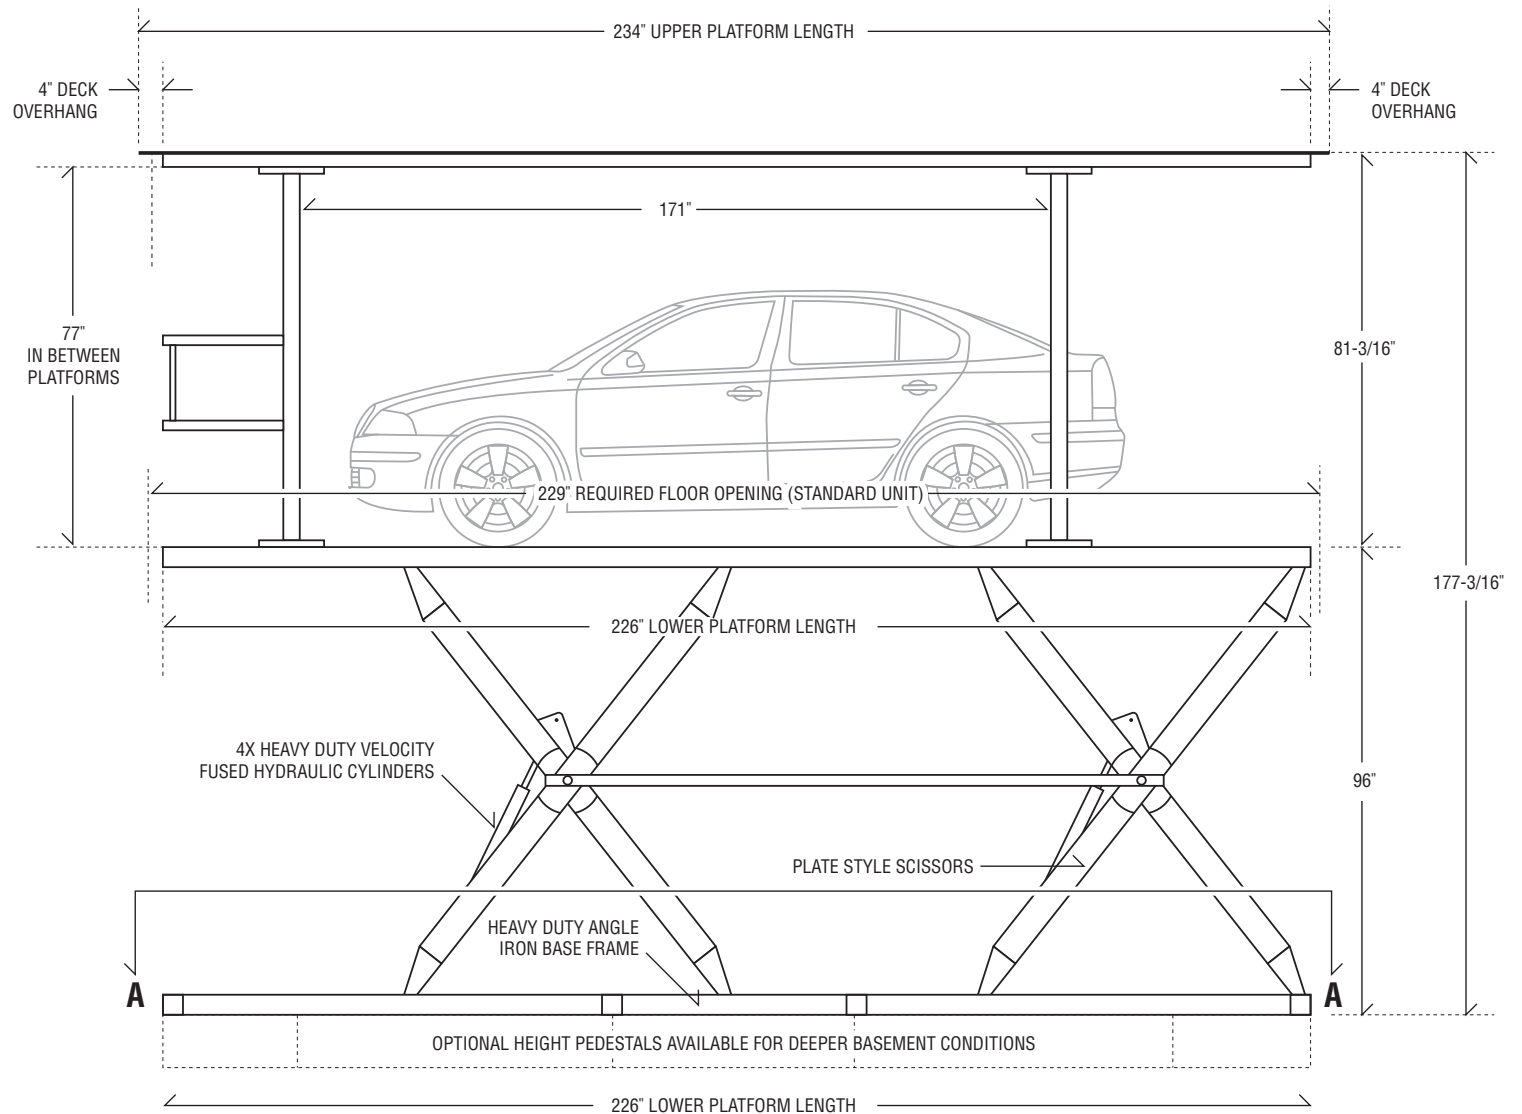 234" UPPER PLATFORM LENGTH
4" DECK
OVERHANG
4" DECK
OVERHANG
171"
77"
IN BETWEEN
PLATFORMS
81-3/16"
229" REQUIRED FLOOR OPENING (STANDARD UNIT)
177-3/16"
226" LOWER PLATFORM LENGTH
4X HEAVY DUTY VELOCITY
FUSED HYDRAULIC CYLINDERS
96"
PLATE STYLE SCISSORS
HEAVY DUTY ANGLE
IRON BASE FRAME
A
A
OPTIONAL HEIGHT PEDESTALS AVAILABLE FOR DEEPER BASEMENT CONDITIONS
226" LOWER PLATFORM LENGTH